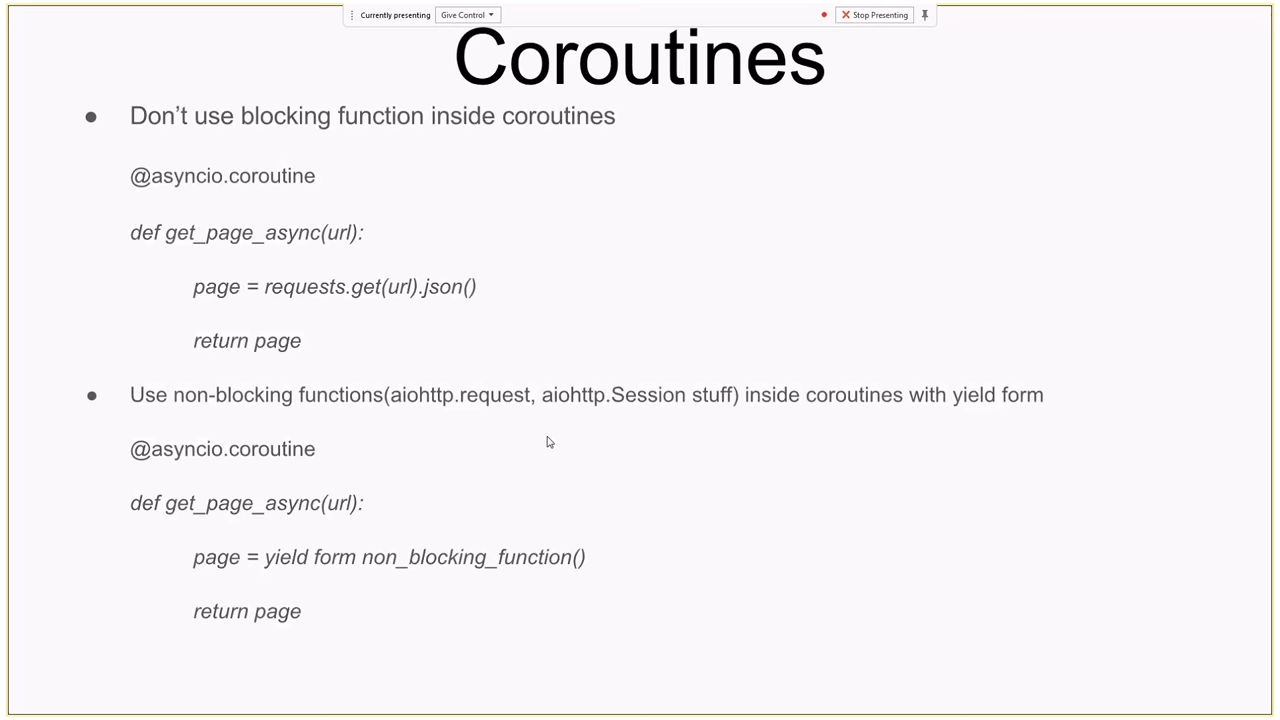 Currently presenting Give Control Stop Presenting
Coroutines
● Don’t use blocking function inside coroutines
@asyncio.coroutine
def get_page_async(url):
page = requests.get(url).json()
return page
● Use non-blocking functions(aiohttp.request, aiohttp.Session stuff) inside coroutines with yield form
@asyncio.coroutine
def get_page_async(url):
page = yield form non_blocking_function()
return page